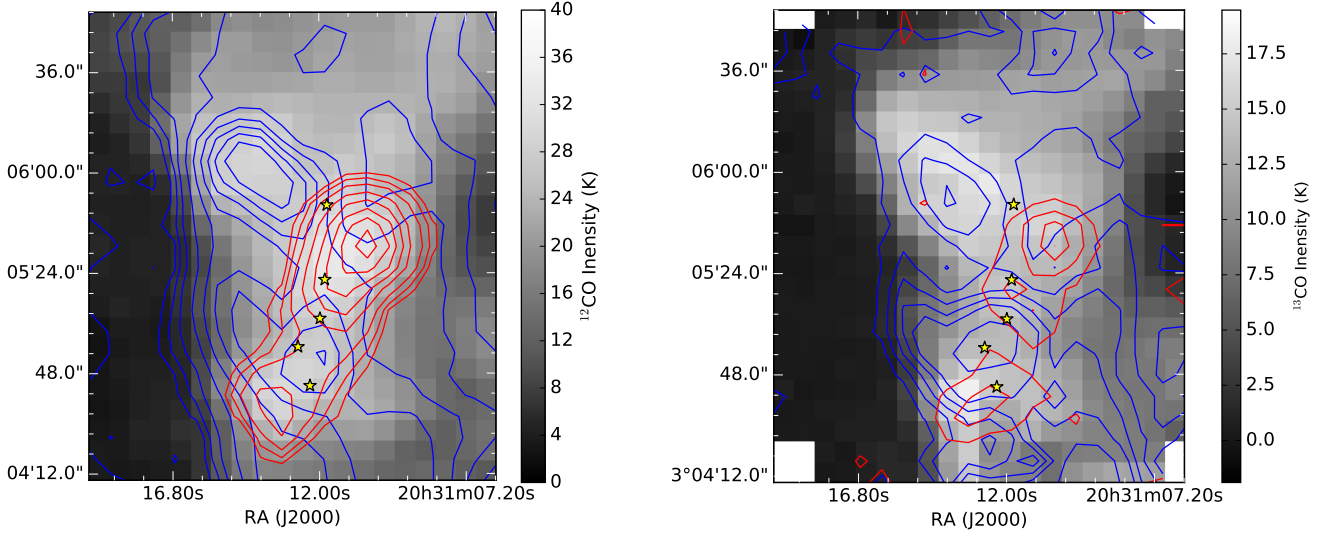 36.0"
06'00.0"
05'24.0"
48.0"
04'12.0"
16.80s
12.00s
20h31m07.20s
RA (J2000)
40
36
32
28
24
20
16
12
8
4
0
¹²CO Inensity (K)
36.0"
06'00.0"
05'24.0"
48.0"
3°04'12.0"
16.80s
12.00s
20h31m07.20s
RA (J2000)
17.5
15.0
12.5
10.0
7.5
5.0
2.5
0.0
¹³CO Inensity (K)